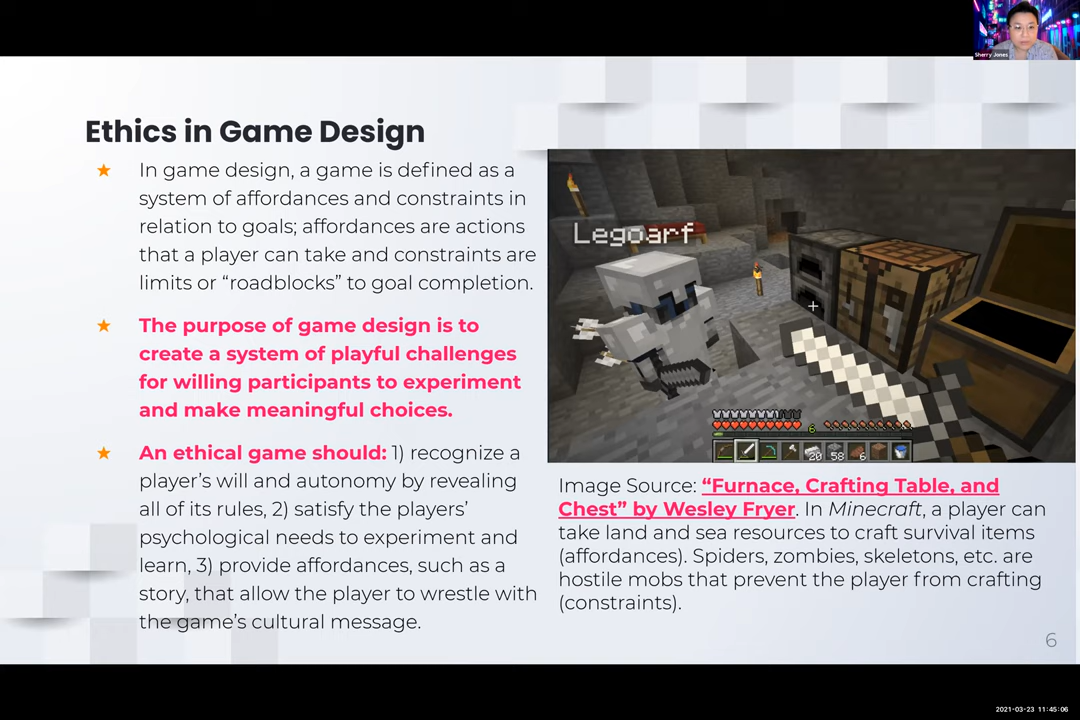 Sherry Jones
Ethics in Game Design
★ In game design, a game is defined as a
system of affordances and constraints in
relation to goals; affordances are actions
that a player can take and constraints are
limits or “roadblocks” to goal completion.
★ The purpose of game design is to
create a system of playful challenges
for willing participants to experiment
and make meaningful choices.
★ An ethical game should: 1) recognize a
player’s will and autonomy by revealing
all of its rules, 2) satisfy the players’
psychological needs to experiment and
learn, 3) provide affordances, such as a
story, that allow the player to wrestle with
the game’s cultural message.
Legoarf
6
20 58 6
Image Source: “Furnace, Crafting Table, and
Chest” by Wesley Fryer. In Minecraft, a player can
take land and sea resources to craft survival items
(affordances). Spiders, zombies, skeletons, etc. are
hostile mobs that prevent the player from crafting
(constraints).
6
2021-03-23 11:45:06